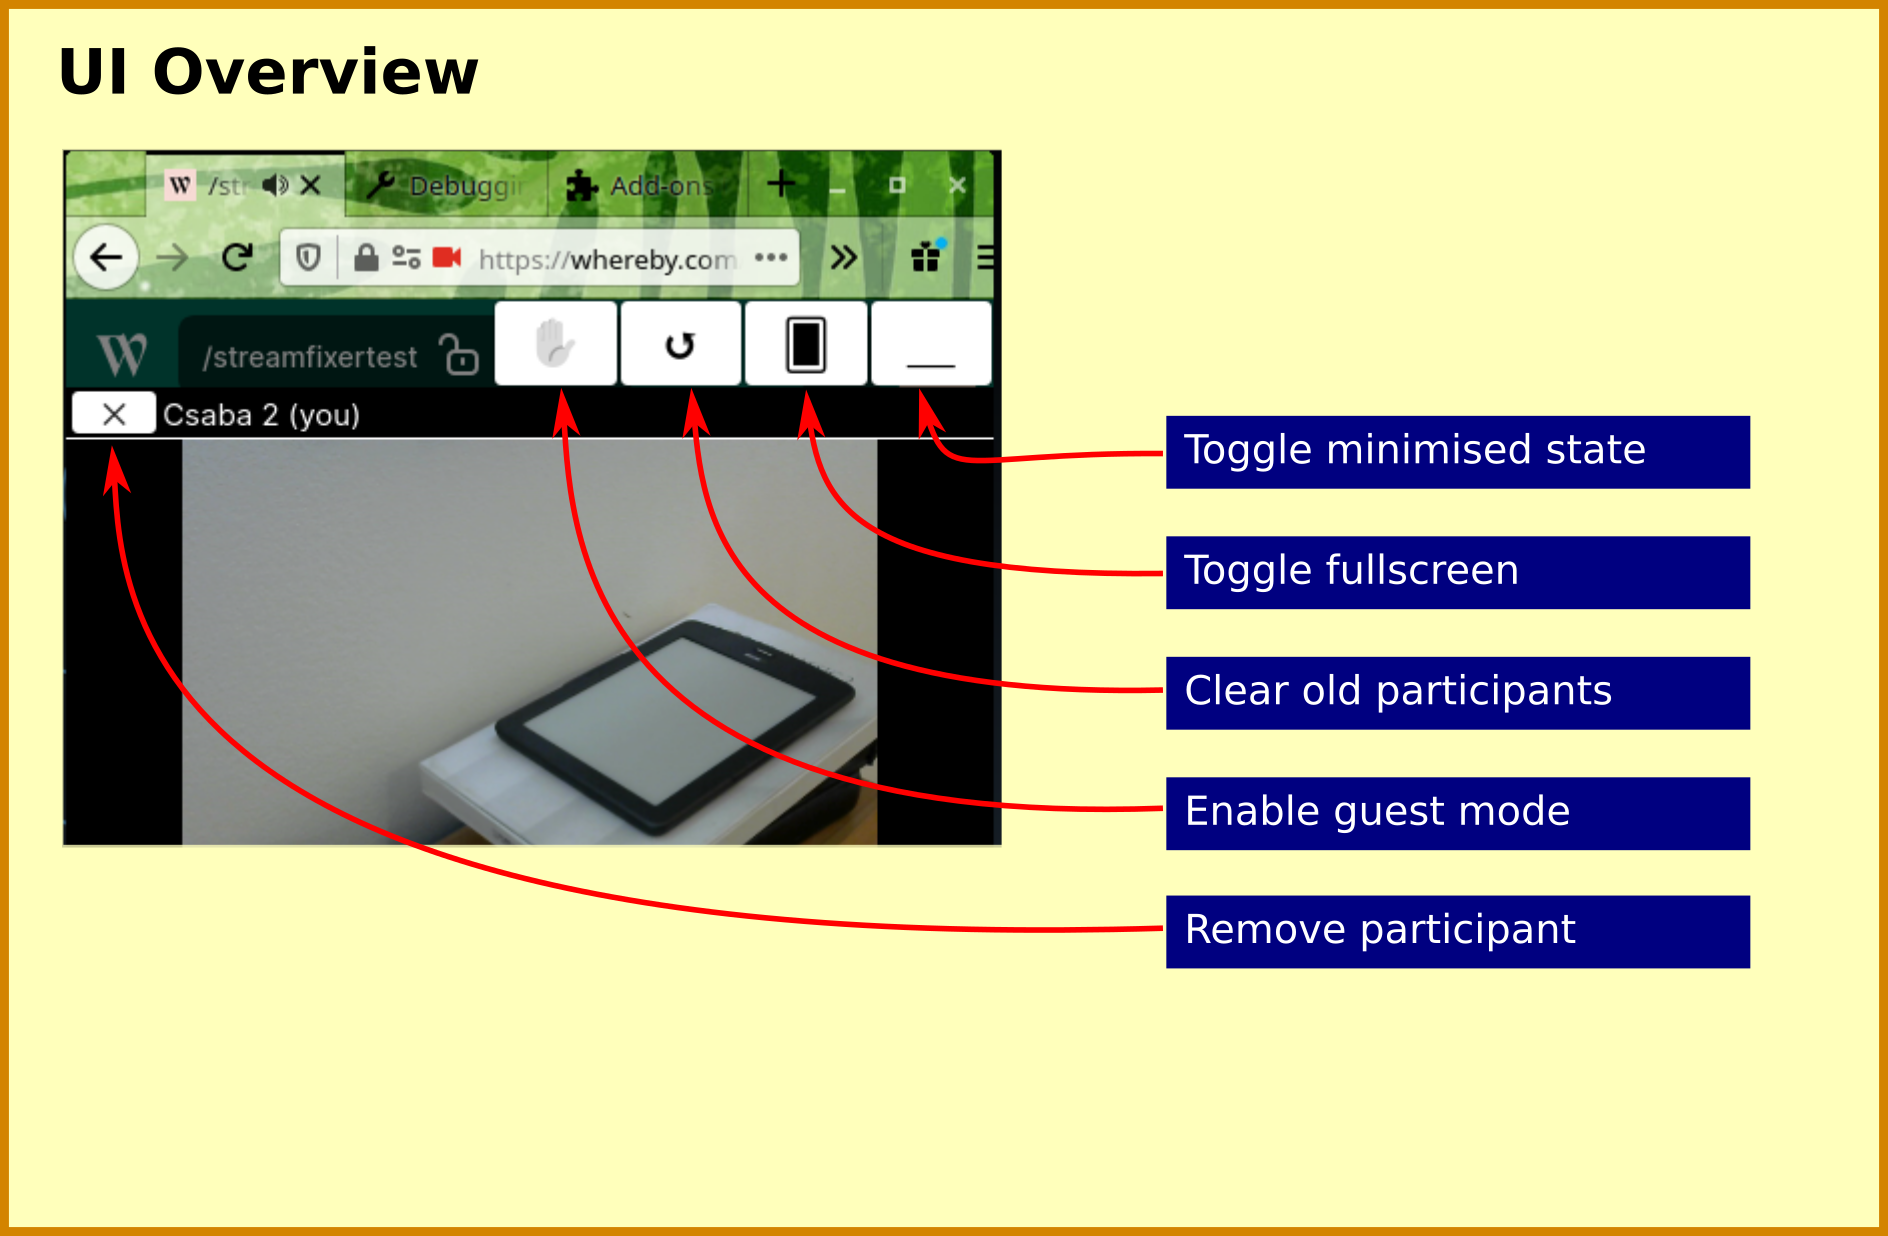 UI Overview
W /str Debuggin Add-ons
https://whereby.com
W /streamfixertest
Csaba 2 (you)
Toggle minimised state
Toggle fullscreen
Clear old participants
Enable guest mode
Remove participant